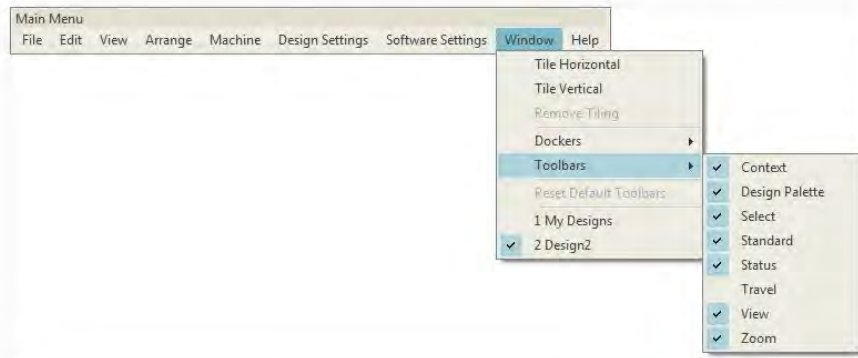 Main Menu
File Edit View Arrange Machine Design Settings Software Settings Window Help
Tile Horizontal
Tile Vertical
Remove Tiling
Dockers
Toolbars
Reset Default Toolbars
1 My Designs
2 Design2
Context
Design Palette
Select
Standard
Status
Travel
View
Zoom